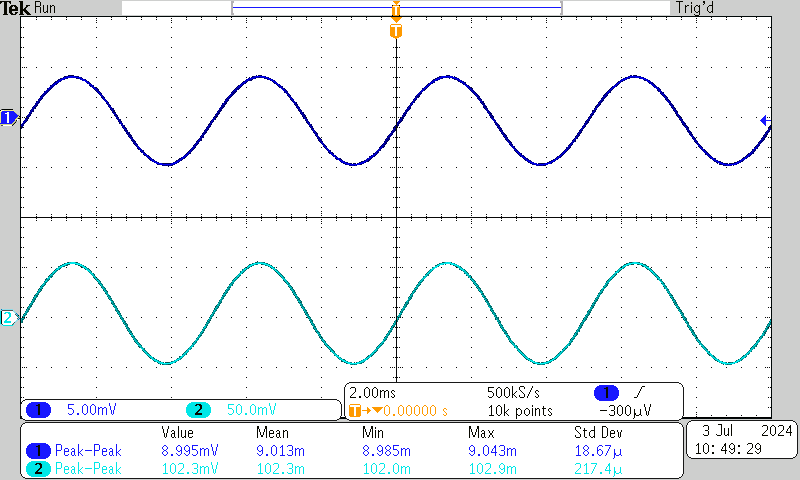 Tek Run Trig'd
T
T
1
2
2.00ms 500kS/s 1
1 5.00mV 2 50.0mV T→▼0.00000 s 10k points −300µV
Value Mean Min Max Std Dev
1 Peak−Peak 8.995mV 9.013m 8.985m 9.043m 18.67µ
2 Peak−Peak 102.3mV 102.3m 102.0m 102.9m 217.4µ
3 Jul 2024
10:49:29